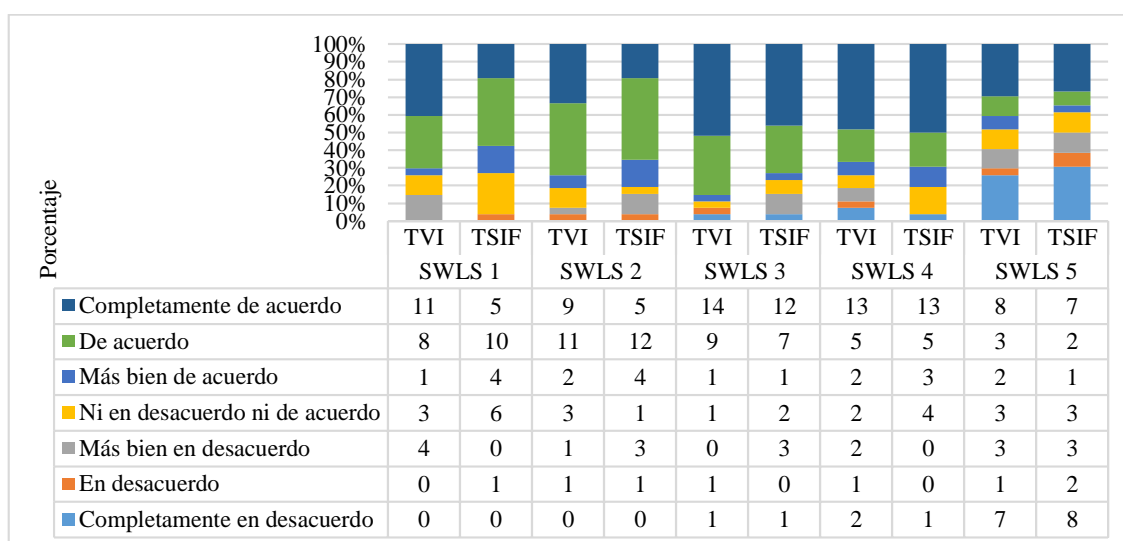 100%
90%
80%
70%
60%
50%
40%
30%
20%
10%
0%
Porcentaje
TVI TSIF TVI TSIF TVI TSIF TVI TSIF TVI TSIF
SWLS 1 SWLS 2 SWLS 3 SWLS 4 SWLS 5
Completamente de acuerdo 11 5 9 5 14 12 13 13 8 7
De acuerdo 8 10 11 12 9 7 5 5 3 2
Más bien de acuerdo 1 4 2 4 1 1 2 3 2 1
Ni en desacuerdo ni de acuerdo 3 6 3 1 1 2 2 4 3 3
Más bien en desacuerdo 4 0 1 3 0 3 2 0 3 3
En desacuerdo 0 1 1 1 1 0 1 0 1 2
Completamente en desacuerdo 0 0 0 0 1 1 2 1 7 8